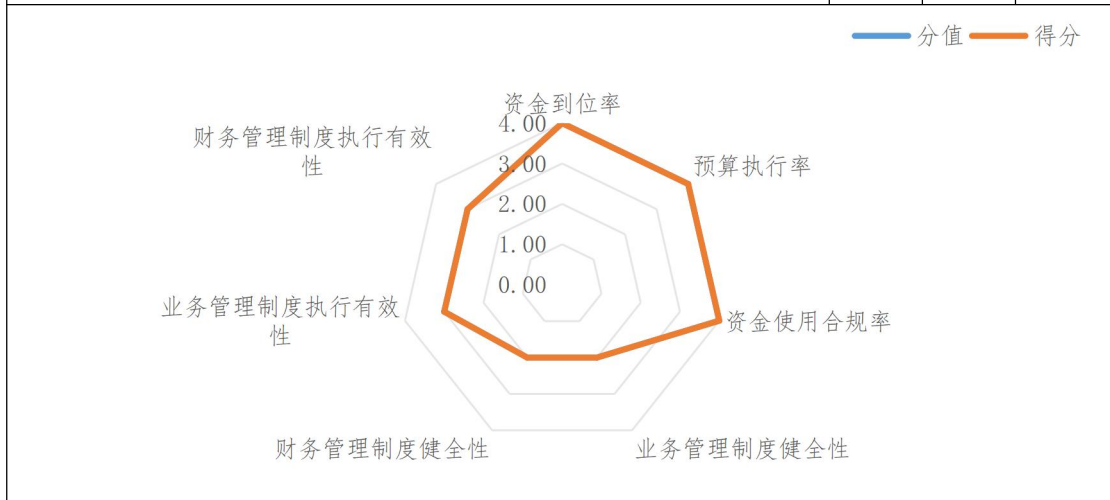 分值 得分
资金到位率
4.00
财务管理制度执行有效
性
预算执行率
3.00
2.00
1.00
0.00
业务管理制度执行有效
性
资金使用合规率
财务管理制度健全性
业务管理制度健全性